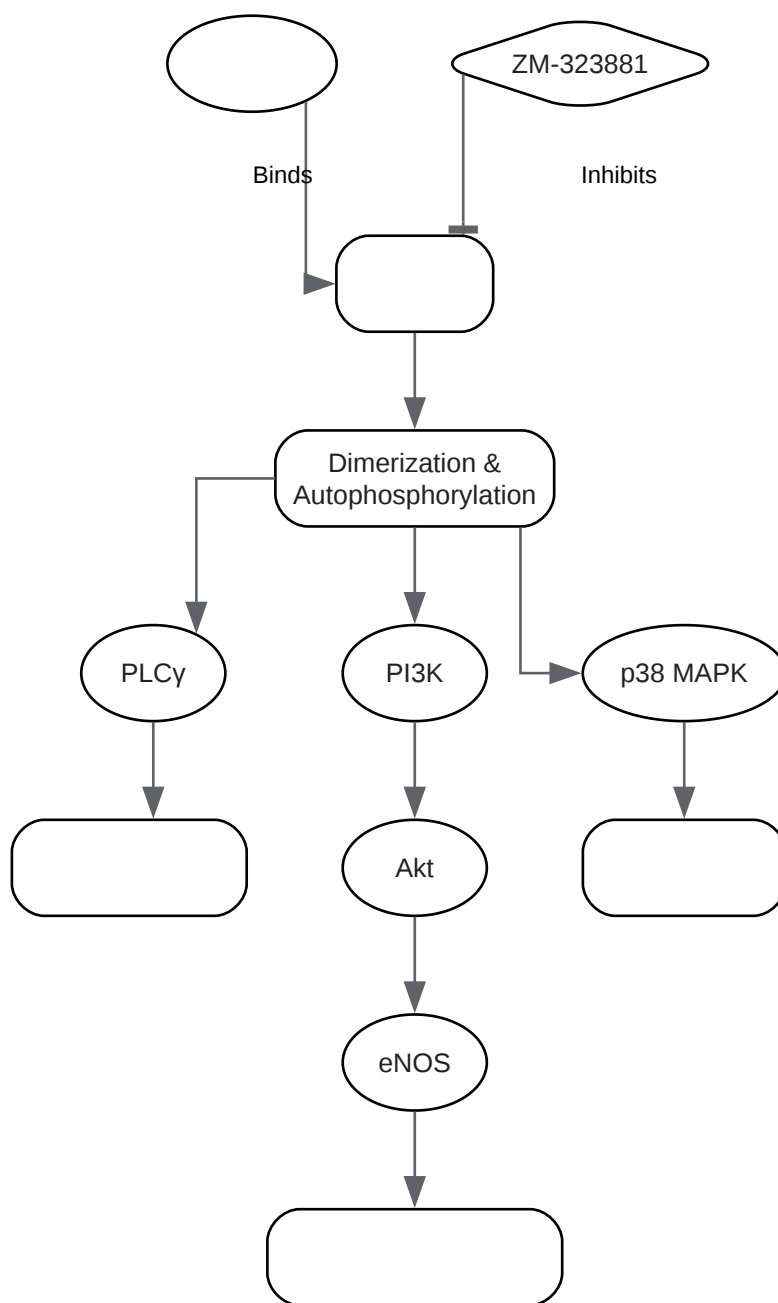 ZM-323881
Binds
Inhibits
Dimerization &
Autophosphorylation
PLCγ
PI3K
p38 MAPK
Akt
eNOS